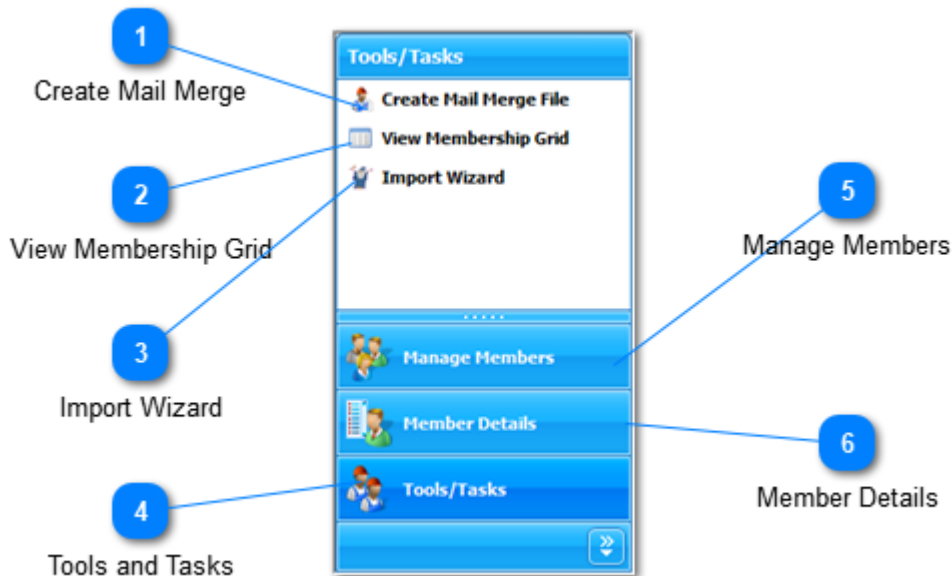 1
Create Mail Merge
2
View Membership Grid
3
Import Wizard
4
Tools and Tasks
Tools/Tasks
Create Mail Merge File
View Membership Grid
Import Wizard
Manage Members
Member Details
Tools/Tasks
5
Manage Members
6
Member Details